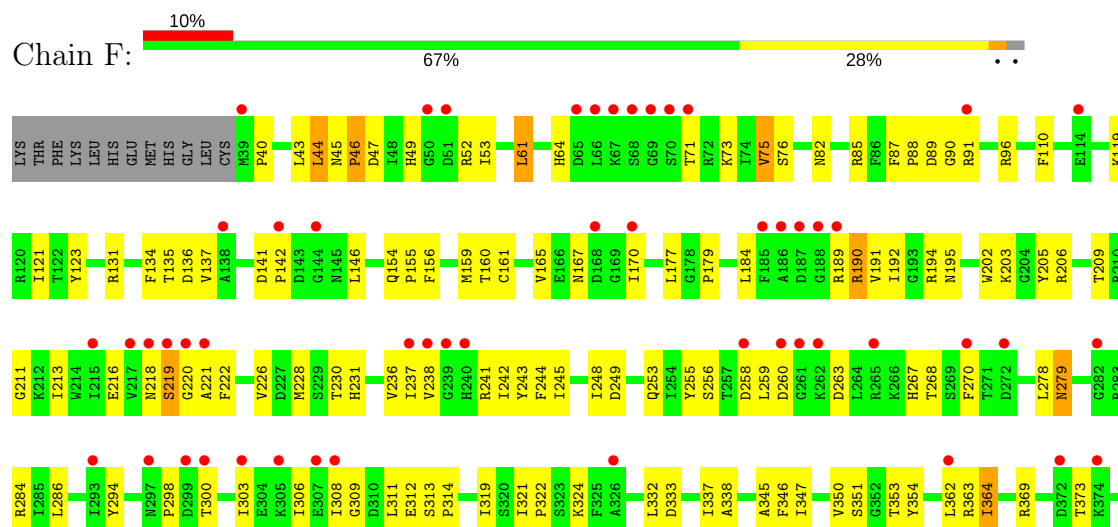 10%
Chain F:
67% 28% • •
LYS THR PHE LYS LEU HIS GLU MET HIS GLY LEU CYS M39 P40 L43 L44 N45 P46 D47 I48 H49 G50 D51 R52 I53 L61 H64 D65 L66 K67 S68 G69 S70 T71 R72 K73 I74 V75 S76 N82 R85 F86 F87 P88 D89 G90 R91 R96 F110 E114 K119
R120 I121 T122 Y123 R131 F134 T135 D136 V137 A138 D141 P142 D143 G144 N145 L146 Q154 P155 F156 M159 T160 C161 V165 E166 N167 D168 G169 I170 L177 G178 P179 L184 F185 A186 D187 G188 R189 R190 V191 I192 G193 R194 N195 W202 K203 G204 Y205 R206 T209
G211 K212 I213 W214 I215 E216 V217 N218 S219 G220 A221 F222 V226 D227 M228 S229 T230 H231 V236 I237 V238 G239 H240 R241 I242 Y243 F244 I245 I248 D249 Q253 I254 Y255 S256 T257 D258 L259 D260 G261 K262 D263 L264 R265 K266 H267 T268 S269 F270 T271 D272 L278 N279 G282
R284 I285 L286 I293 Y294 N297 P298 D299 T300 I303 E304 K305 I306 E307 I308 G309 D310 L311 E312 S313 P314 I319 S320 I321 P322 S323 K324 F325 A326 L332 D333 I337 A338 A345 F346 I347 V350 S351 G352 T353 Y354 L362 R363 I364 R369 D372 T373 K374